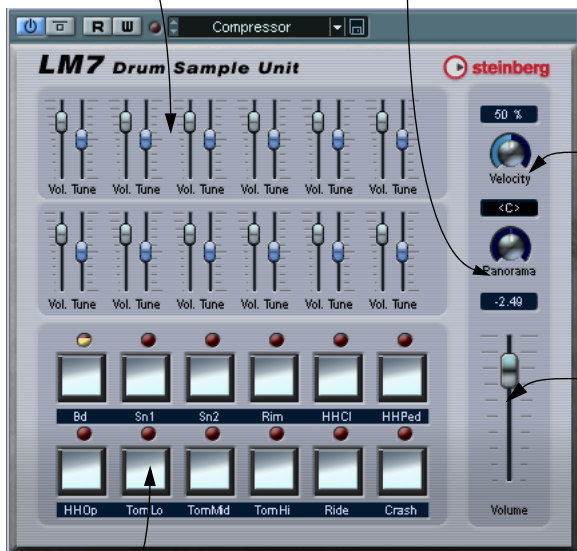 R W Compressor
LM7 Drum Sample Unit
steinberg
50 %
Velocity
<C>
Panorama
-2.49
Volume
Vol. Tune Vol. Tune Vol. Tune Vol. Tune Vol. Tune Vol. Tune
Vol. Tune Vol. Tune Vol. Tune Vol. Tune Vol. Tune Vol. Tune
Bd Sn1 Sn2 Rim HHCl HHPed
HHOp TomLo TomMid TomHi Ride Crash